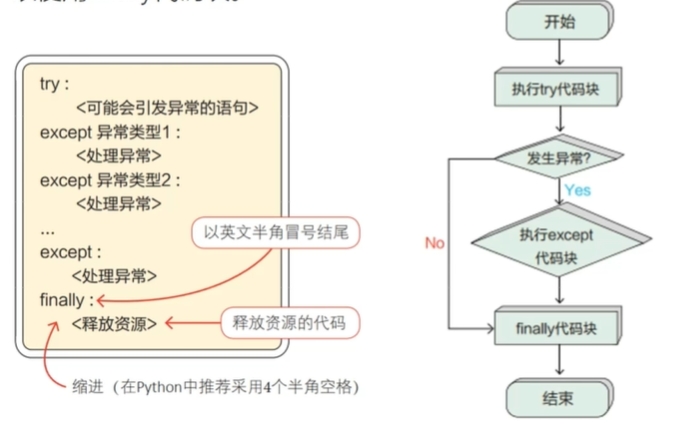 try :
<可能会引发异常的语句>
except 异常类型1 :
<处理异常>
except 异常类型2 :
<处理异常>
...
except :
<处理异常>
finally :
<释放资源>
以英文半角冒号结尾
释放资源的代码
缩进（在Python中推荐采用4个半角空格）
开始
执行try代码块
发生异常?
Yes
No
执行except
代码块
finally代码块
结束